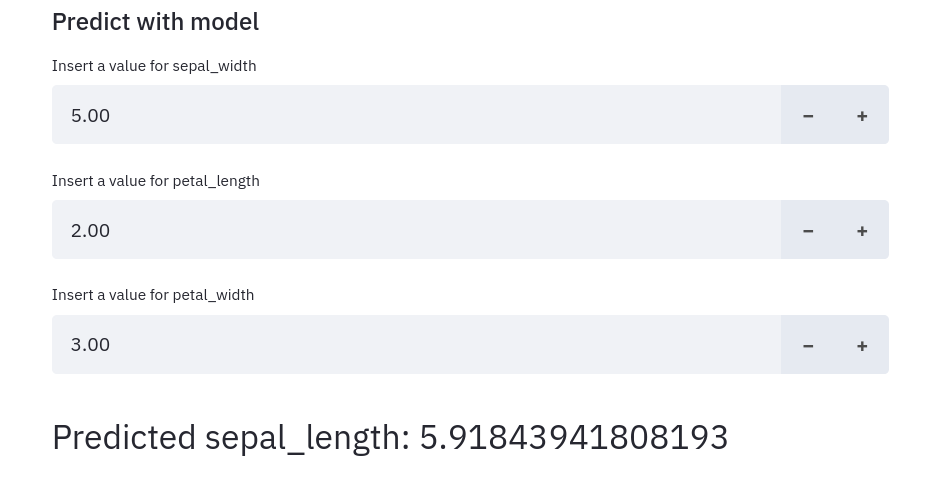 Predict with model
Insert a value for sepal_width
5.00 − +
Insert a value for petal_length
2.00 − +
Insert a value for petal_width
3.00 − +
Predicted sepal_length: 5.91843941808193